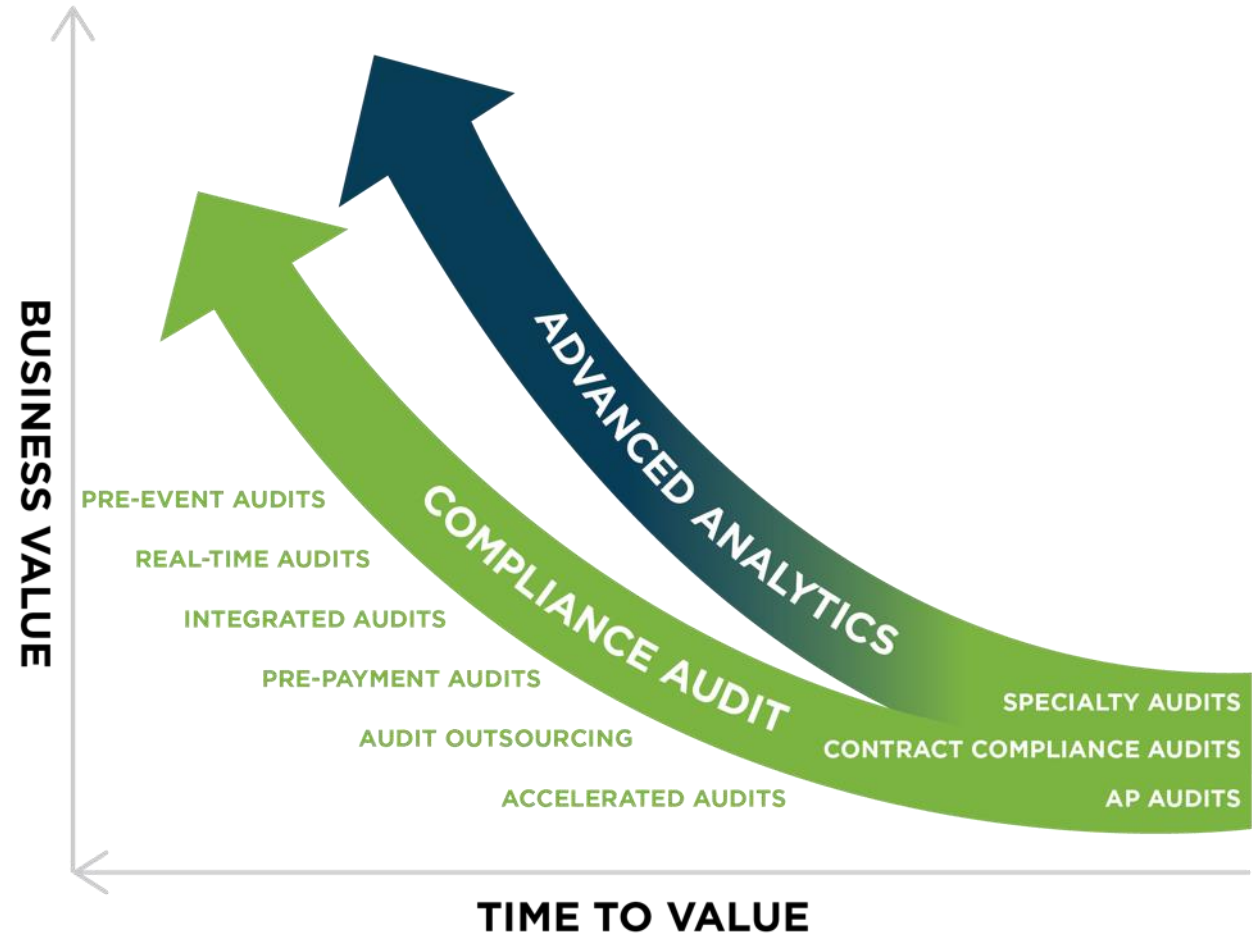 BUSINESS VALUE
ADVANCED ANALYTICS
COMPLIANCE AUDIT
PRE-EVENT AUDITS
REAL-TIME AUDITS
INTEGRATED AUDITS
PRE-PAYMENT AUDITS
AUDIT OUTSOURCING
ACCELERATED AUDITS
SPECIALTY AUDITS
CONTRACT COMPLIANCE AUDITS
AP AUDITS
TIME TO VALUE